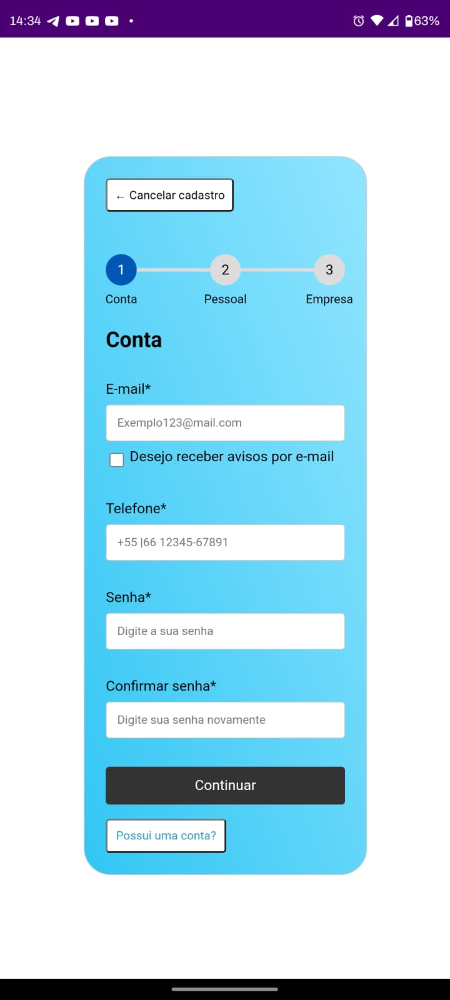 14:34
63%
← Cancelar cadastro
1 2 3
Conta Pessoal Empresa
Conta
E-mail*
Exemplo123@mail.com
Desejo receber avisos por e-mail
Telefone*
+55 |66 12345-67891
Senha*
Digite a sua senha
Confirmar senha*
Digite sua senha novamente
Continuar
Possui uma conta?